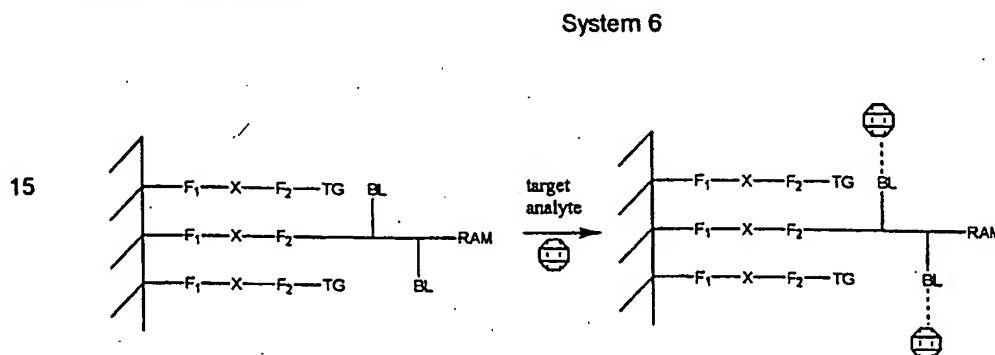 System 6
15
F₁—X—F₂—TG
BL
F₁—X—F₂
RAM
F₁—X—F₂—TG
BL
target
analyte
F₁—X—F₂—TG
BL
F₁—X—F₂
RAM
F₁—X—F₂—TG
BL